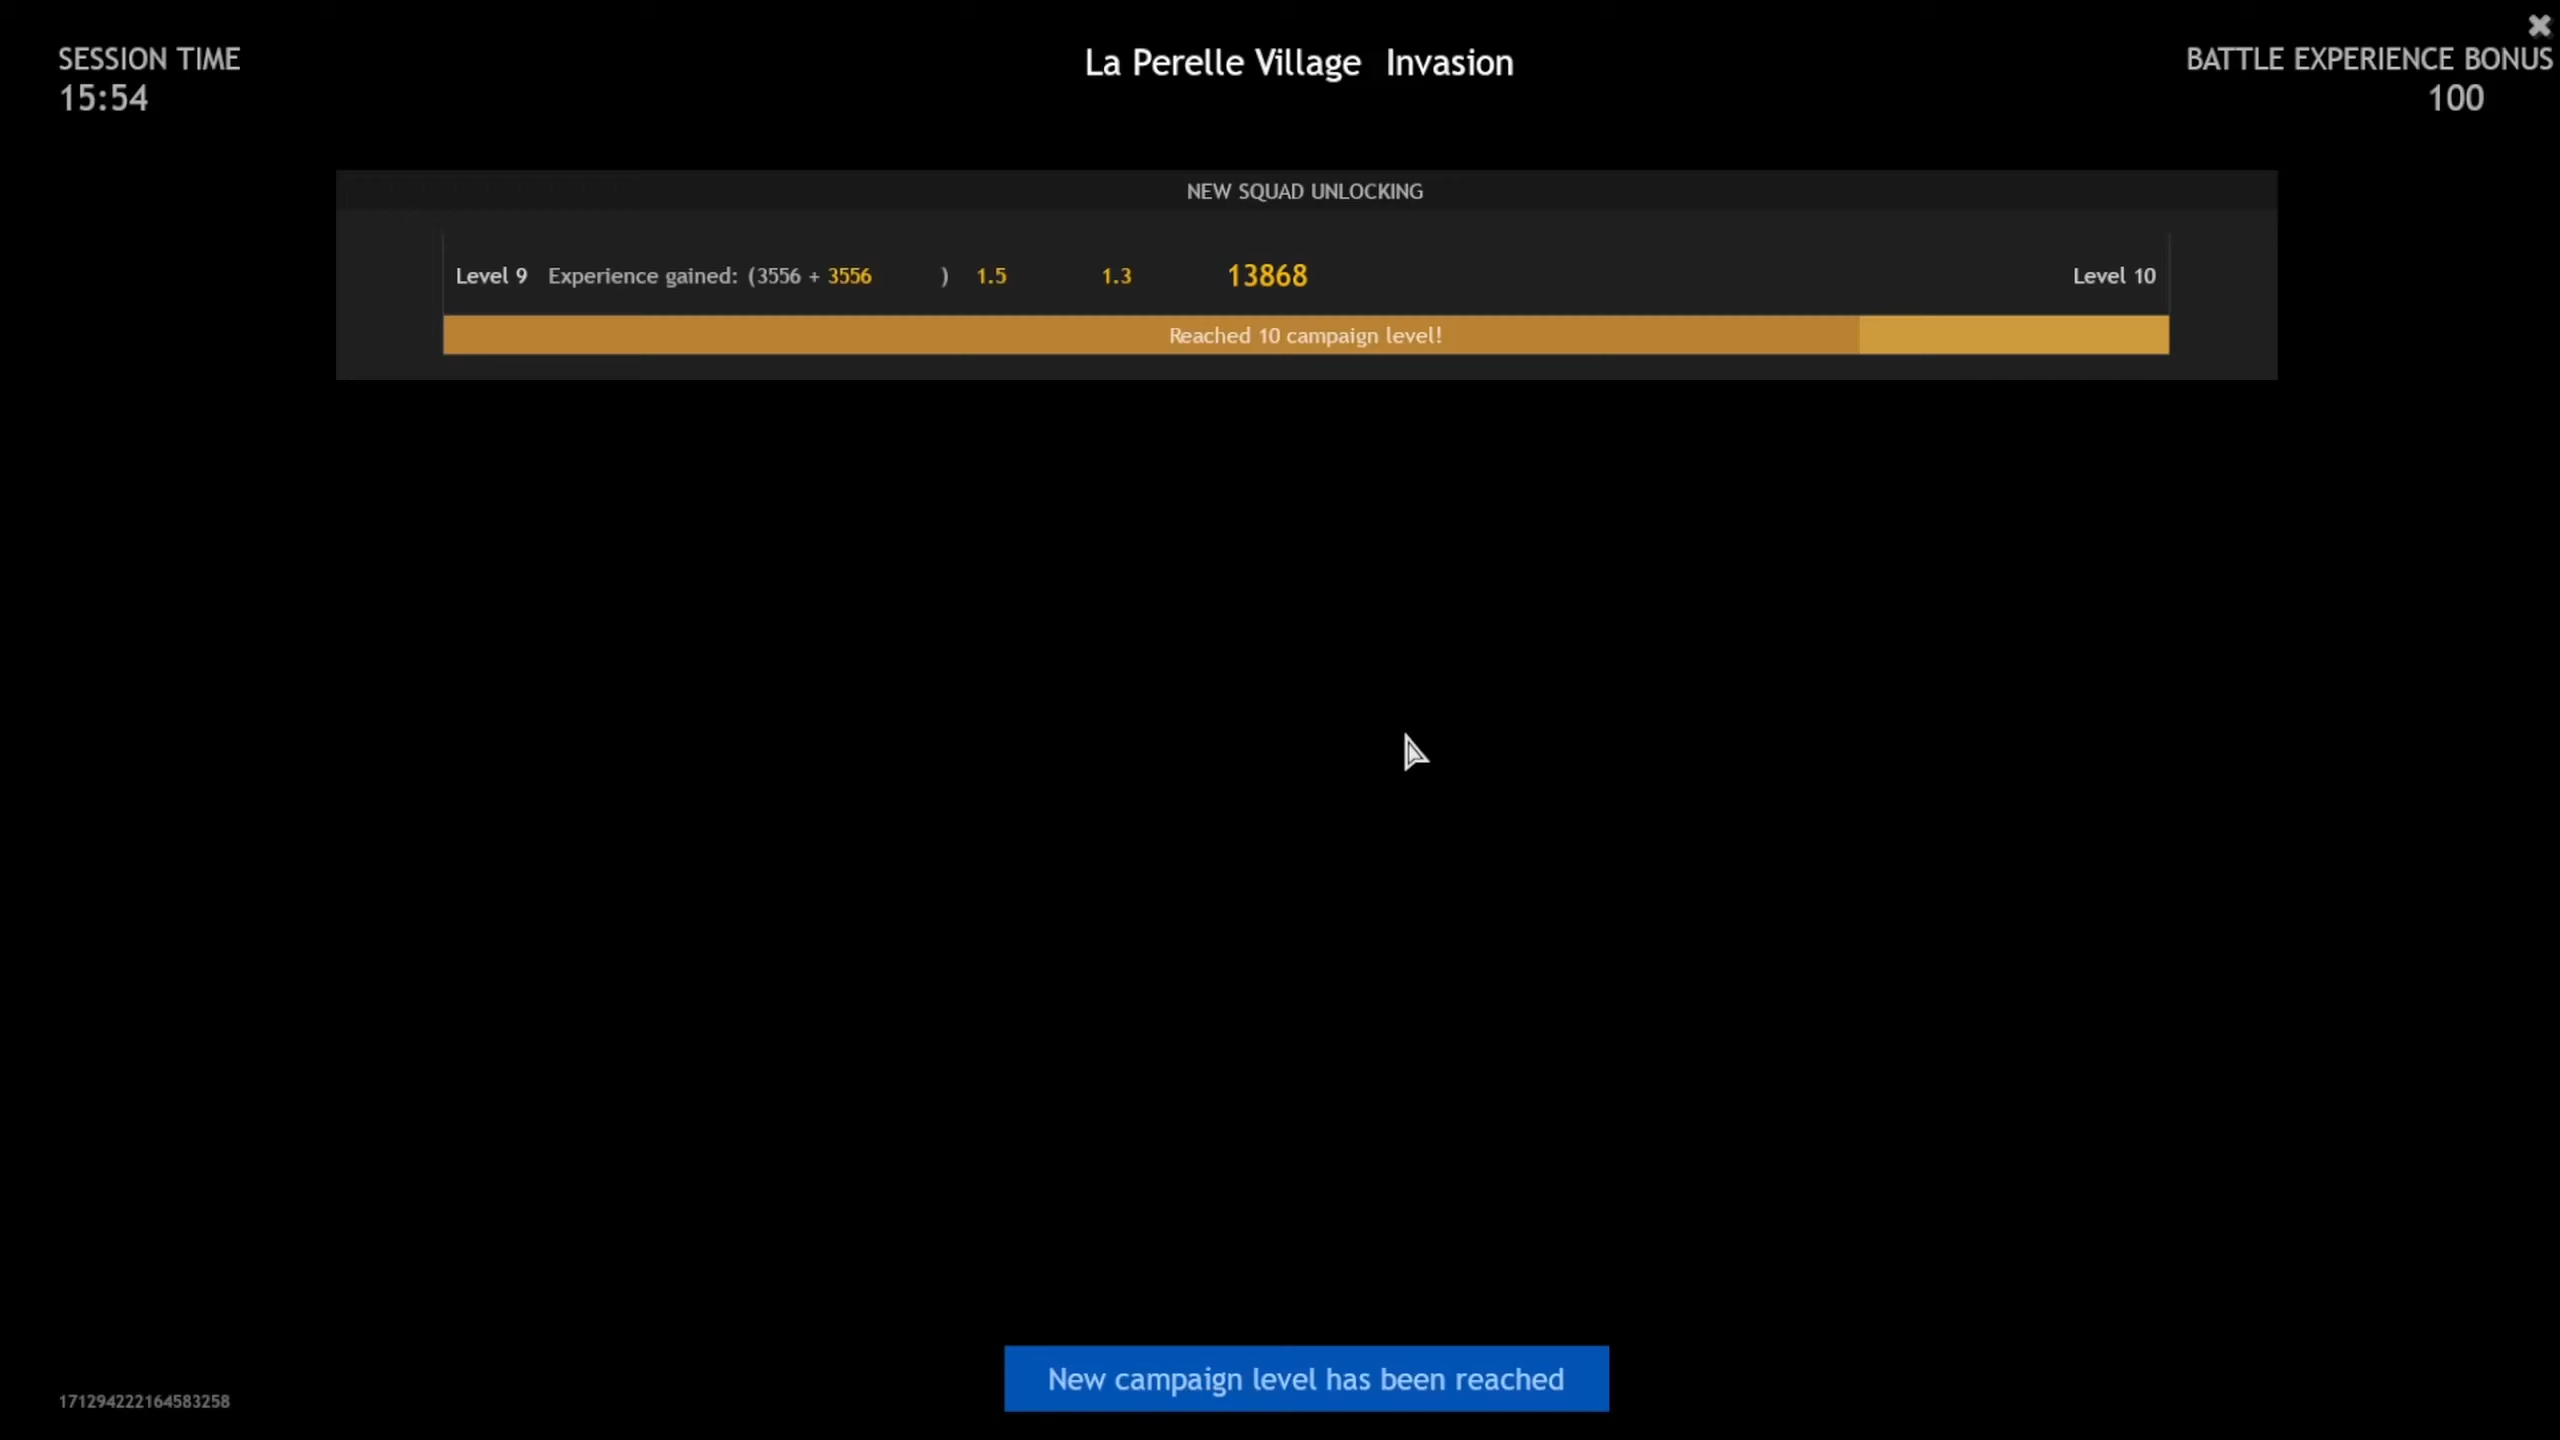 SESSION TIME
15:54
La Perelle Village Invasion
BATTLE EXPERIENCE BONUS
100
NEW SQUAD UNLOCKING
Level 9 Experience gained: (3556 + 3556 ) 1.5 1.3 13868 Level 10
Reached 10 campaign level!
New campaign level has been reached
171294222164583258